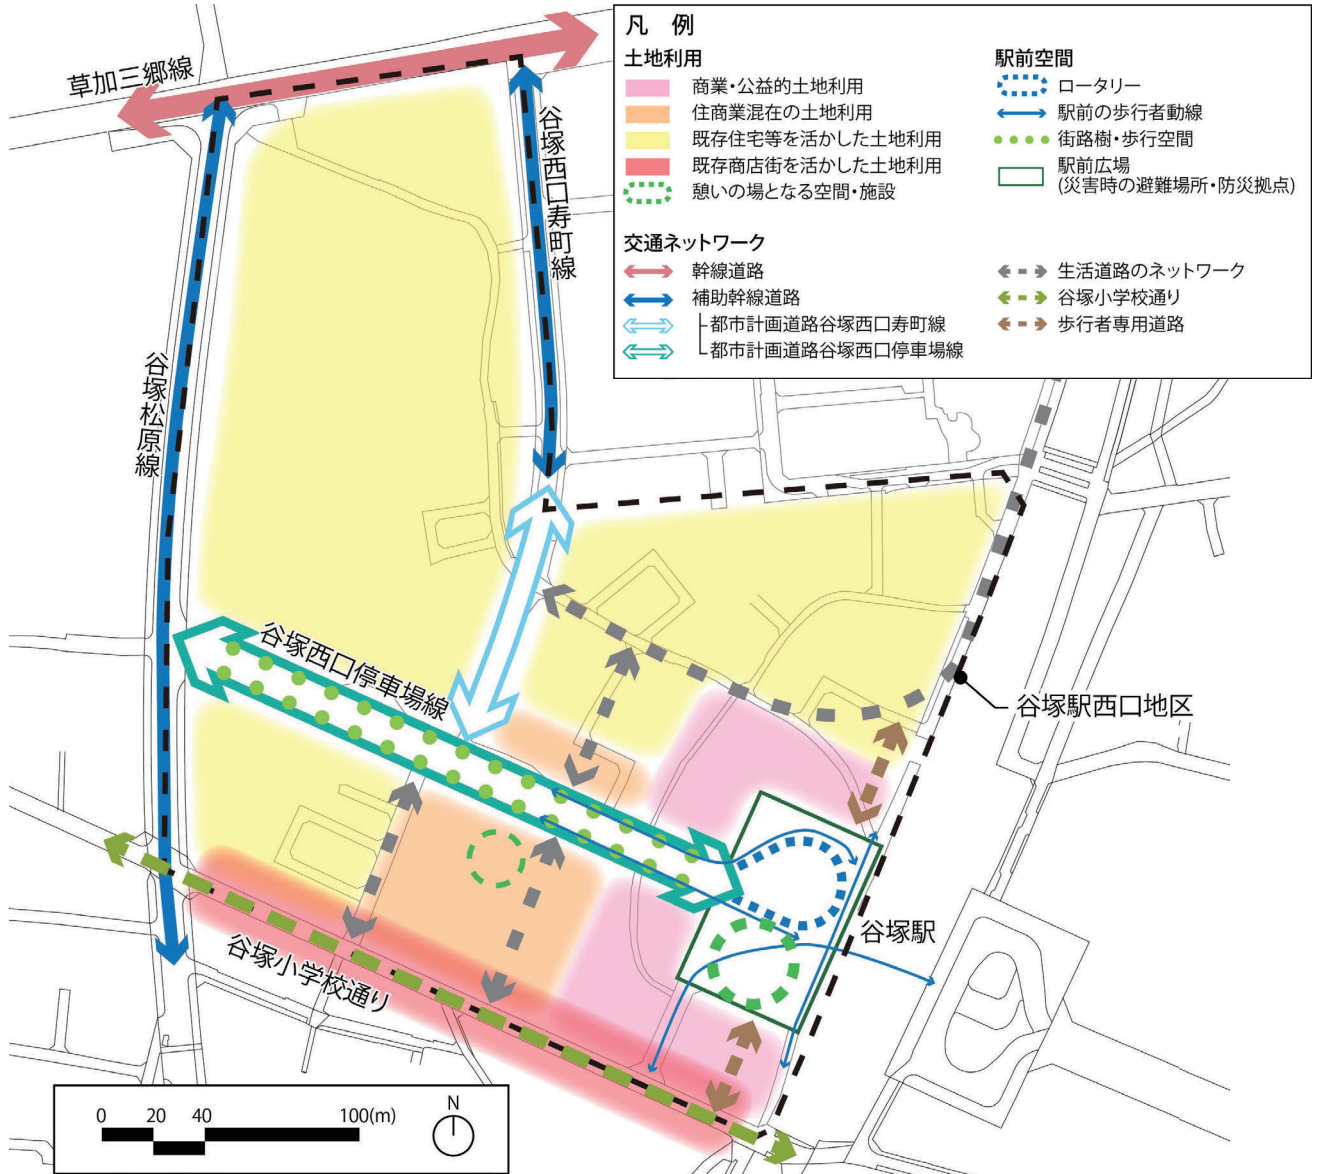 凡 例
土地利用
商業・公益的土地利用
住商業混在の土地利用
既存住宅等を活かした土地利用
既存商店街を活かした土地利用
憩いの場となる空間・施設
駅前空間
ロータリー
駅前の歩行者動線
街路樹・歩行空間
駅前広場
(災害時の避難場所・防災拠点)
交通ネットワーク
幹線道路
補助幹線道路
都市計画道路谷塚西口寿町線
都市計画道路谷塚西口停車場線
生活道路のネットワーク
谷塚小学校通り
歩行者専用道路
草加三郷線
谷塚西口寿町線
谷塚松原線
谷塚西口停車場線
谷塚駅西口地区
谷塚駅
谷塚小学校通り
0 20 40 100(m)
N